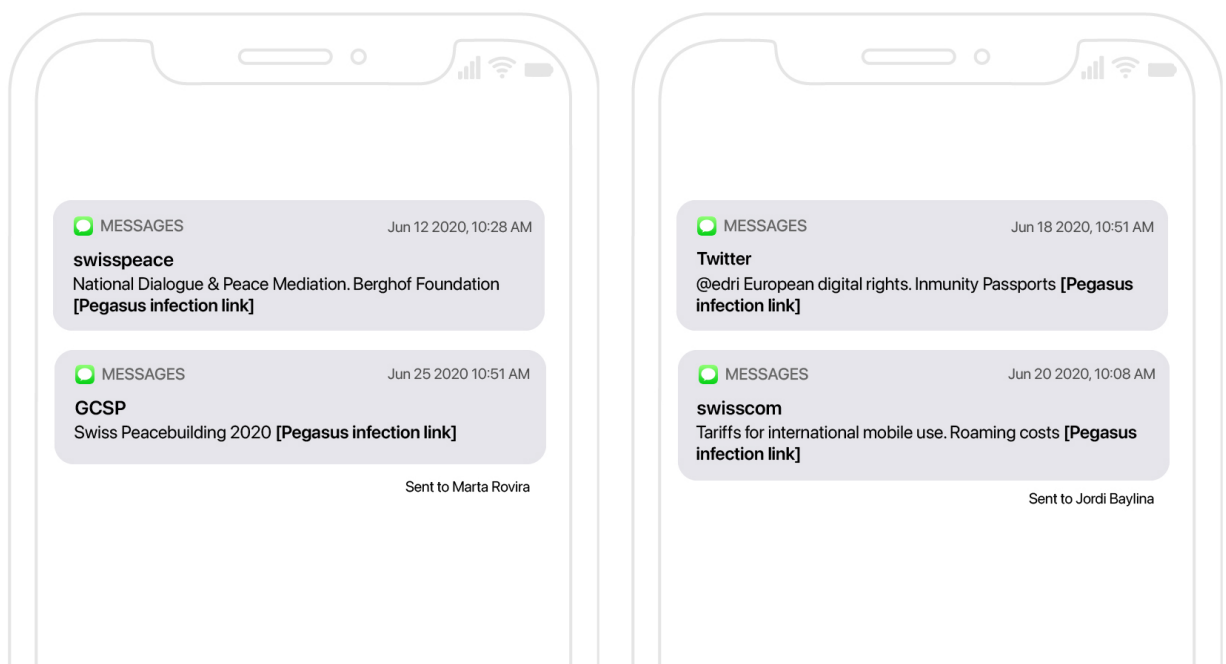 MESSAGES
Jun 12 2020, 10:28 AM
swisspeace
National Dialogue & Peace Mediation. Berghof Foundation
[Pegasus infection link]
MESSAGES
Jun 25 2020 10:51 AM
GCSP
Swiss Peacebuilding 2020 [Pegasus infection link]
Sent to Marta Rovira
MESSAGES
Jun 18 2020, 10:51 AM
Twitter
@edri European digital rights. Inmunity Passports [Pegasus
infection link]
MESSAGES
Jun 20 2020, 10:08 AM
swisscom
Tariffs for international mobile use. Roaming costs [Pegasus
infection link]
Sent to Jordi Baylina